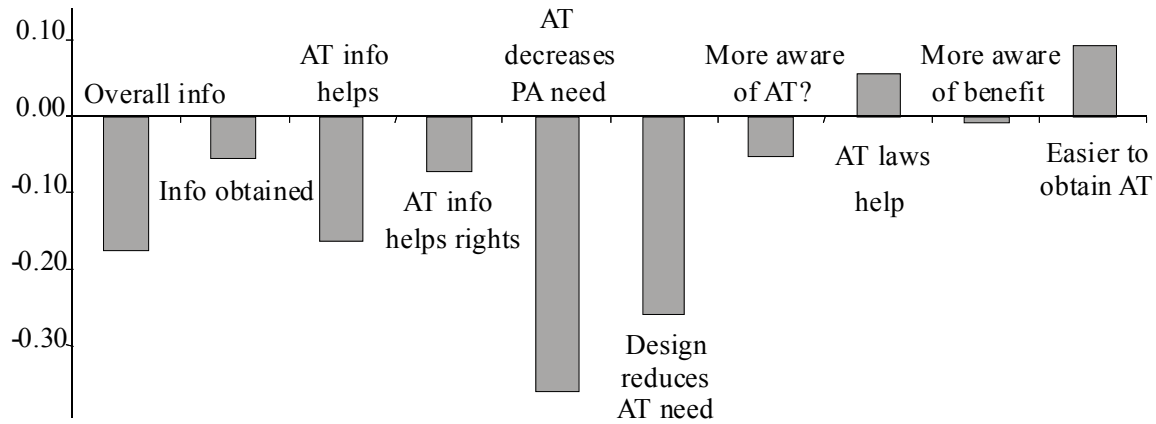 0.10
0.00
-0.10
-0.20
-0.30
Overall info
Info obtained
AT info
helps
AT info
helps rights
AT
decreases
PA need
Design
reduces
AT need
More aware
of AT?
AT laws
help
More aware
of benefit
Easier to
obtain AT